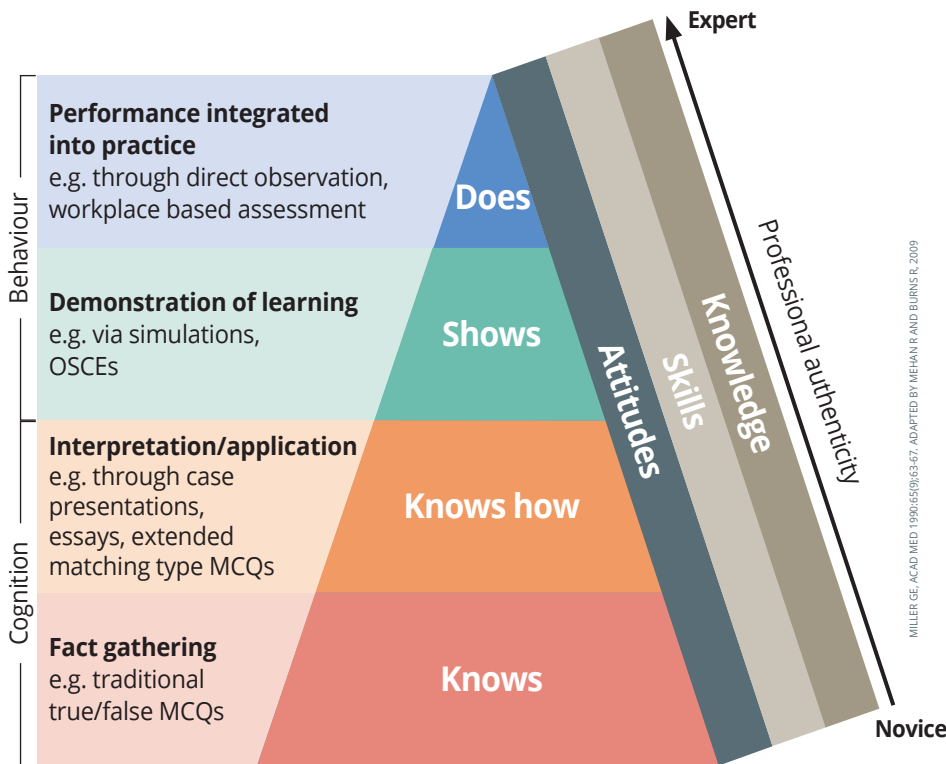 Expert
Behaviour
Performance integrated
into practice
e.g. through direct observation,
workplace based assessment
Does
Demonstration of learning
e.g. via simulations,
OSCEs
Shows
Cognition
Interpretation/application
e.g. through case
presentations,
essays, extended
matching type MCQs
Knows how
Fact gathering
e.g. traditional
true/false MCQs
Knows
Attitudes
Skills
Knowledge
Professional authenticity
Novice
MILLER GE, ACAD MED 1990:65(9);63-67. ADAPTED BY MEHAN R AND BURNS R, 2009